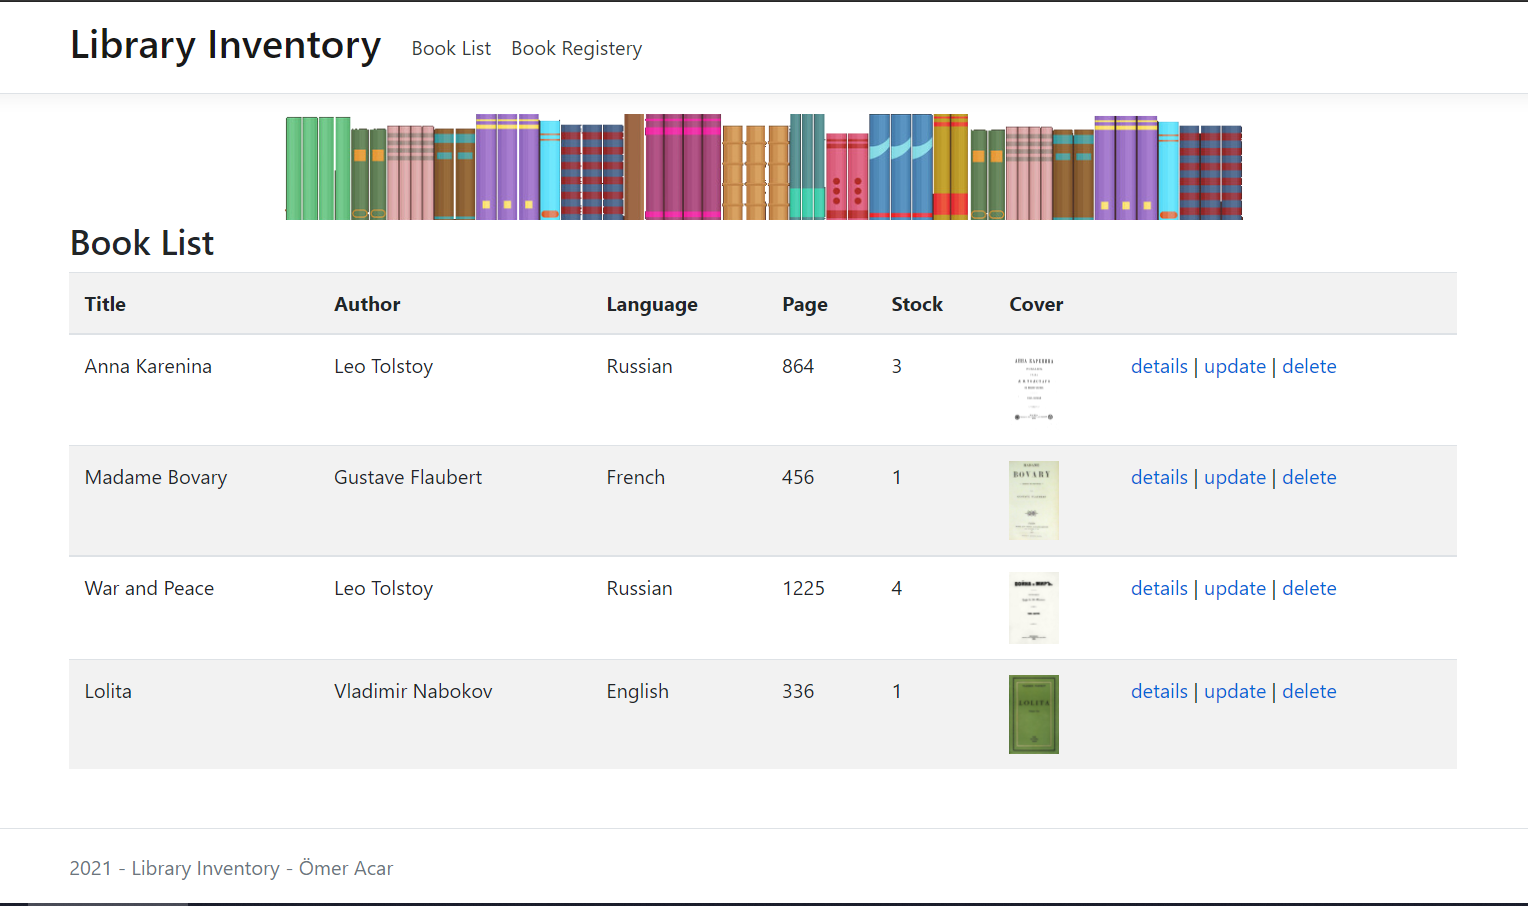 Library Inventory Book List Book Registery
Book List
Title Author Language Page Stock Cover
Anna Karenina Leo Tolstoy Russian 864 3 details | update | delete
АННА КАРЕНИНА
Madame Bovary Gustave Flaubert French 456 1 details | update | delete
MADAME
BOVARY
War and Peace Leo Tolstoy Russian 1225 4 details | update | delete
Lolita Vladimir Nabokov English 336 1 details | update | delete
LOLITA
2021 - Library Inventory - Ömer Acar